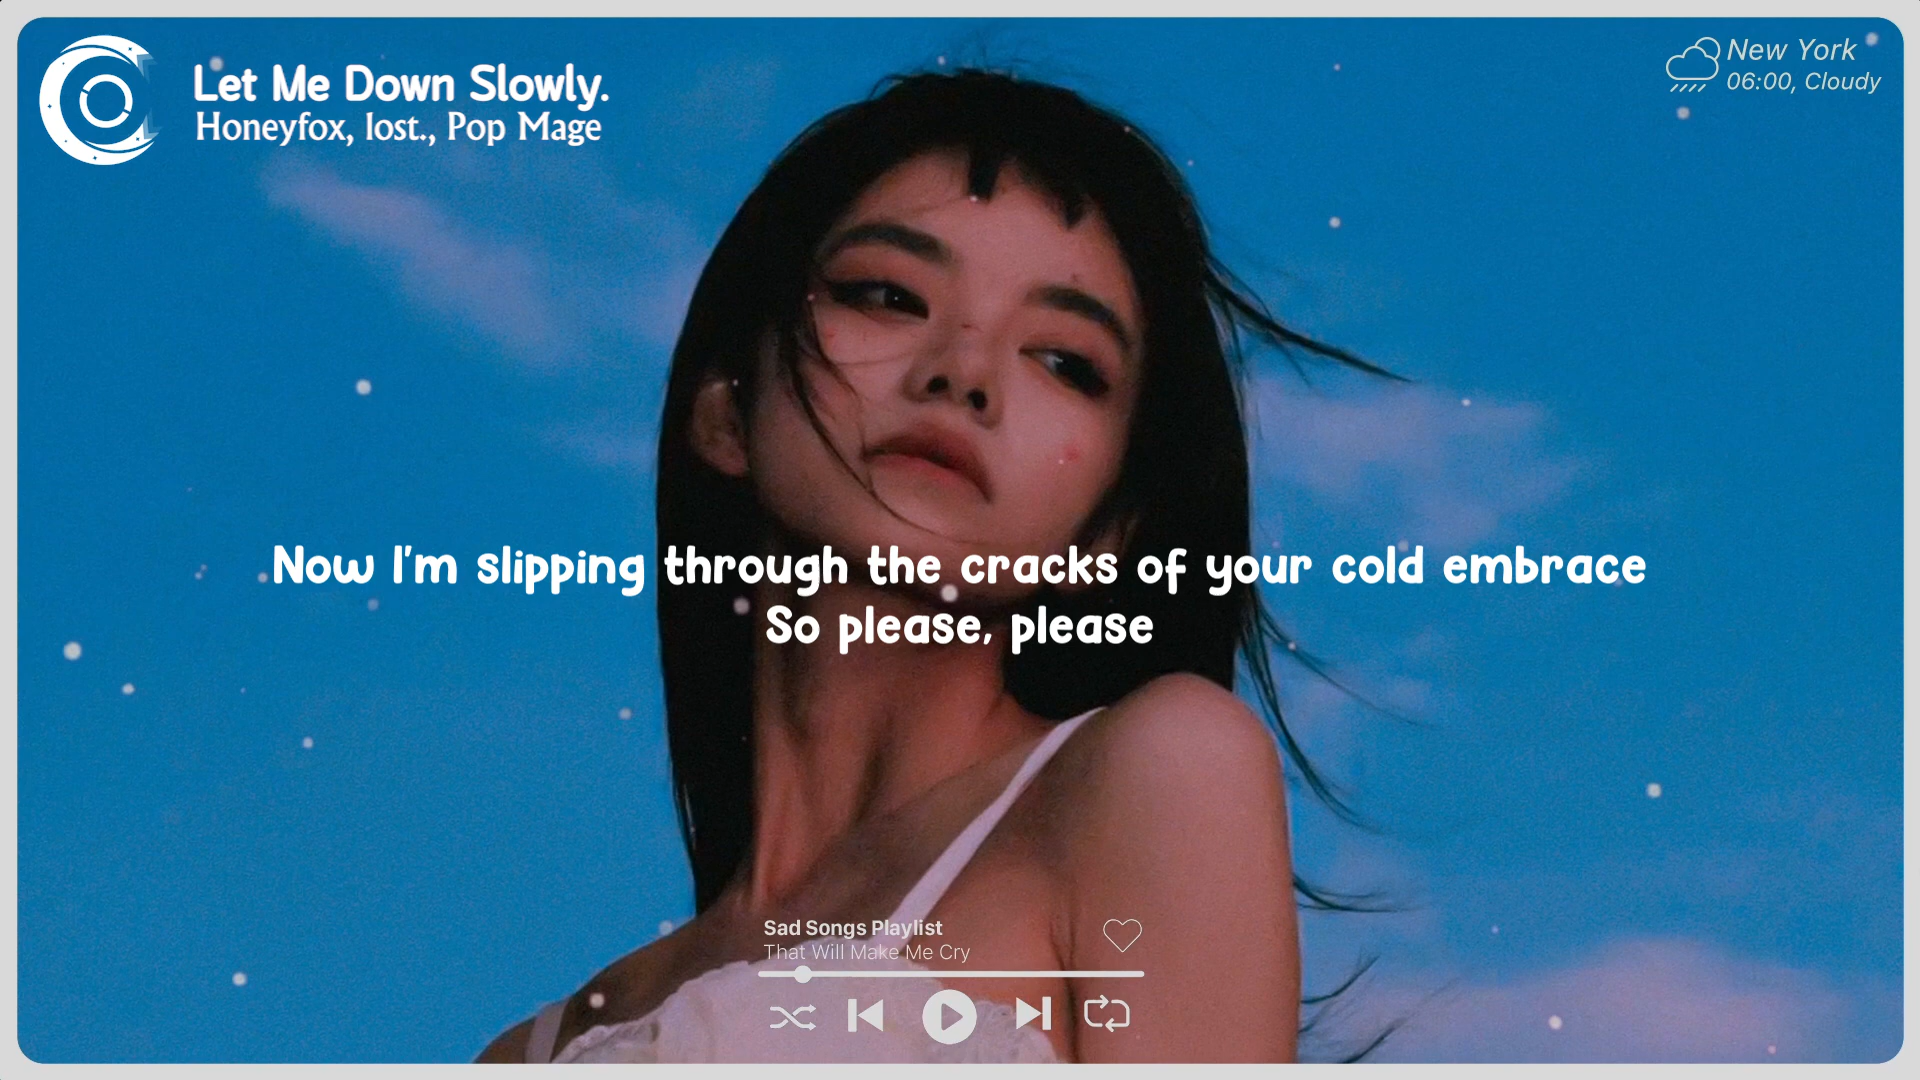 Let Me Down Slowly.
Honeyfox, lost., Pop Mage
New York
06:00, Cloudy
Now I'm slipping through the cracks of your cold embrace
So please, please
Sad Songs Playlist
That Will Make Me Cry